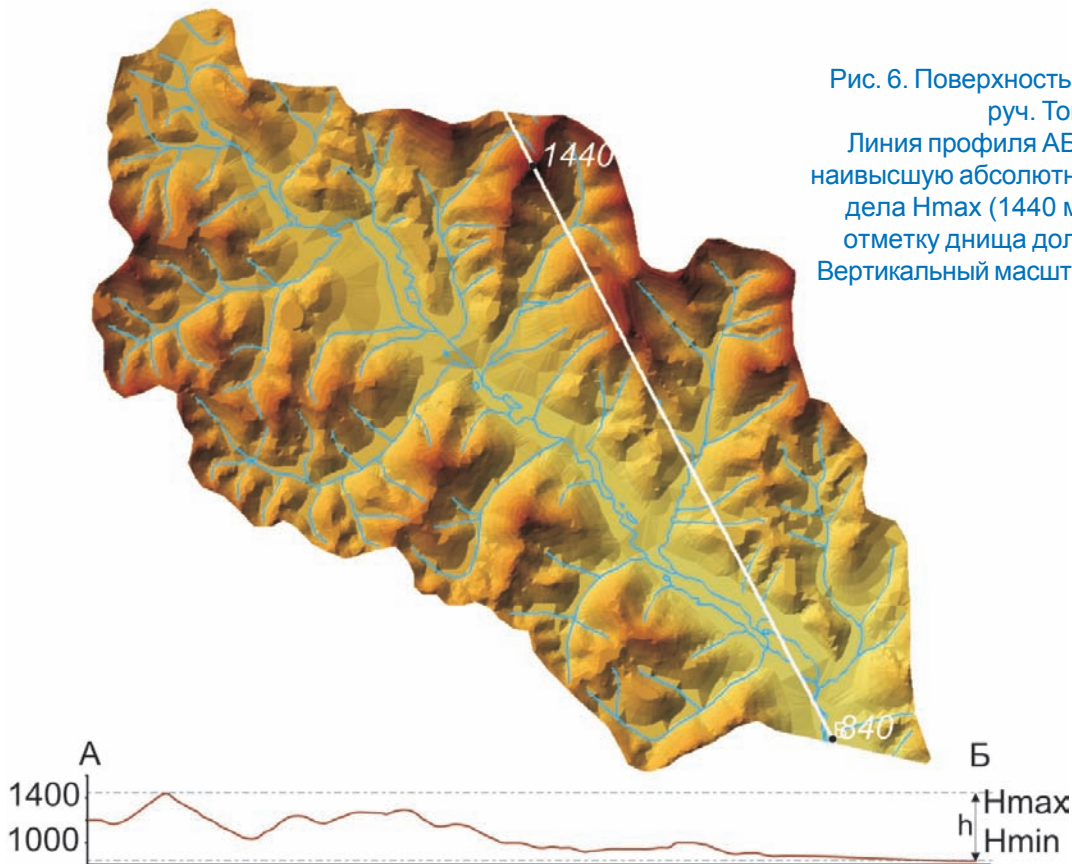 Рис. 6. Поверхность
руч. То
Линия профиля АБ
наивысшую абсолютн
дела Hmax (1440 м
отметку днища дол
Вертикальный масшт
1440
840
А
Б
1400
1000
h
Hmax
Hmin